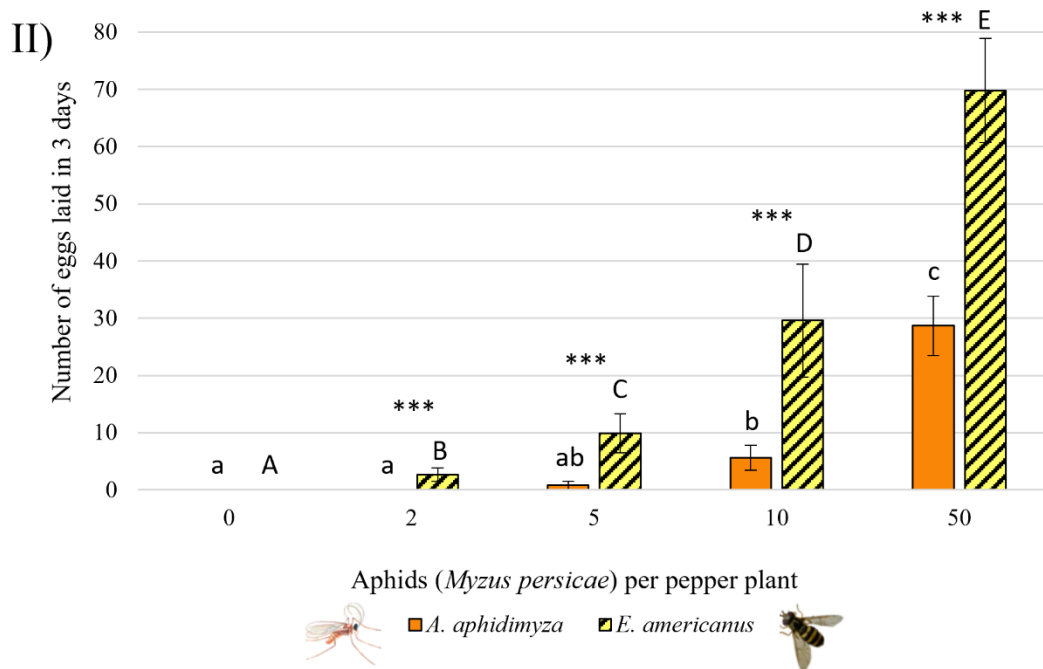 II)
Number of eggs laid in 3 days
80
70
60
50
40
30
20
10
0
a A
*** a B
*** ab C
*** b D
*** c E
0 2 5 10 50
Aphids (Myzus persicae) per pepper plant
A. aphidimyza E. americanus